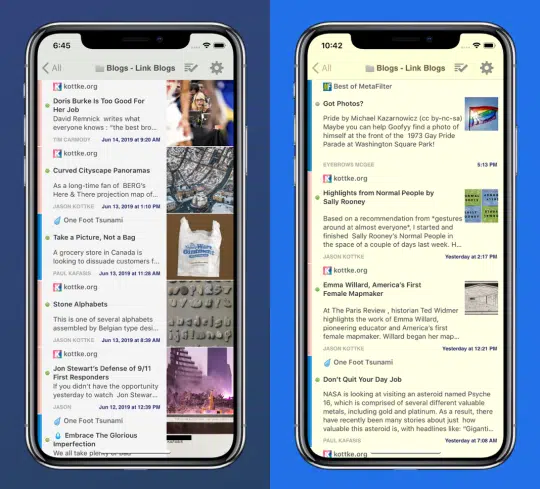 6:45
All
Blogs - Link Blogs
kottke.org
Doris Burke Is Too Good For
Her Job
David Remnick writes what
everyone knows : "the best bro...
TIM CARMODY
Jun 14, 2019 at 9:20 AM
kottke.org
Curved Cityscape Panoramas
As a long-time fan of BERG's
Here & There projection map of...
JASON KOTTKE
Jun 13, 2019 at 1:10 PM
One Foot Tsunami
Take a Picture, Not a Bag
A grocery store in Canada is
looking to dissuade customers f...
PAUL KAFASIS
Jun 13, 2019 at 11:28 AM
kottke.org
Stone Alphabets
This is one of several alphabets
assembled by Belgian type desi...
JASON KOTTKE
Jun 13, 2019 at 8:39 AM
kottke.org
Jon Stewart's Defense of 9/11
First Responders
If you didn't have the opportunity
yesterday to watch Jon Stewar...
JASON
Jun 12, 2019 at 12:39 PM
One Foot Tsunami
Embrace The Glorious
Imperfection
We all take plenty of bad
10:42
All
Blogs - Link Blogs
Best of MetaFilter
Got Photos?
Pride by Michael Kazarnowicz (cc by-nc-sa)
Maybe you can help Goofyy find a photo of
himself at the front of the 1973 Gay Pride
Parade at Washington Square Park!
EYEBROWS MCGEE
5:13 PM
kottke.org
Highlights from Normal People by
Sally Rooney
Based on a recommendation from *gestures
around at almost everyone*, I started and
finished Sally Rooney's Normal People in
the space of a couple of days last week. H...
JASON KOTTKE
Yesterday at 2:17 PM
kottke.org
Emma Willard, America's First
Female Mapmaker
At The Paris Review , historian Ted Widmer
highlights the work of Emma Willard,
pioneering educator and America's first
female mapmaker. Willard began her map...
JASON KOTTKE
Yesterday at 12:21 PM
One Foot Tsunami
Don't Quit Your Day Job
NASA is looking at visiting an asteroid named Psyche
16, which is comprised of several different valuable
metals, including gold and platinum. As a result, there
have recently been many stories about just how
valuable this asteroid is, with headlines like: "Giganti...
PAUL KAFASIS
Yesterday at 7:08 AM
kottke.org